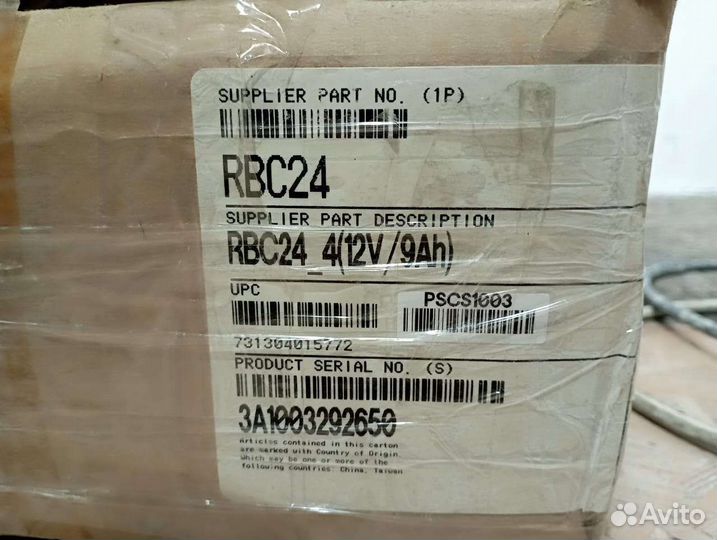 SUPPLIER PART NO. (1P)
RBC24
SUPPLIER PART DESCRIPTION
RBC24_4(12V/9Ah)
UPC
PSCS1003
731304015772
PRODUCT SERIAL NO. (S)
3A1003292650
Articles contained in this carton
are marked with Country of Origin.
Which may be one or more of the
following countries: China, Taiwan
Avito